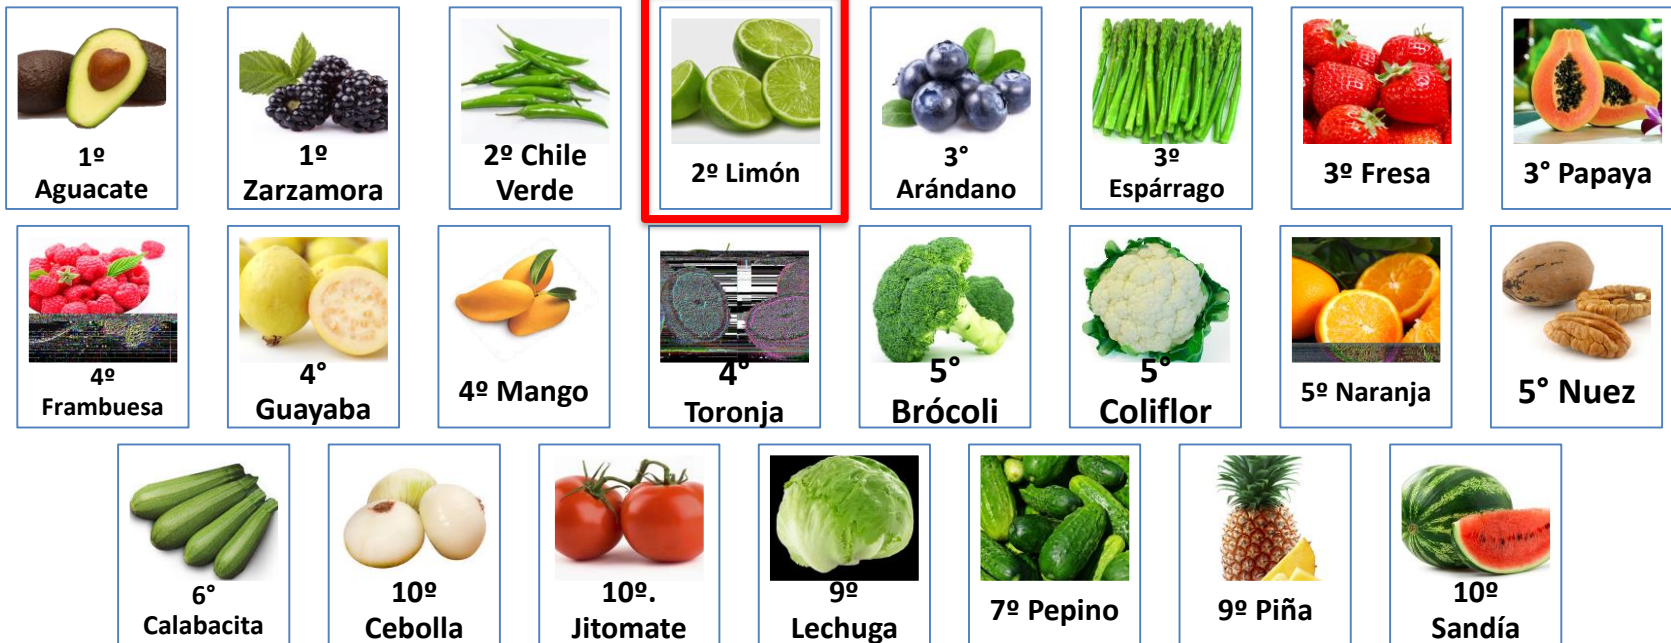 1º
Aguacate
1º
Zarzamora
2º Chile
Verde
2º Limón
3°
Arándano
3º
Espárrago
3º Fresa
3° Papaya
4º
Frambuesa
4°
Guayaba
4º Mango
4°
Toronja
5°
Brócoli
5°
Coliflor
5º Naranja
5° Nuez
6°
Calabacita
10º
Cebolla
10º.
Jitomate
9º
Lechuga
7º Pepino
9º Piña
10º
Sandía